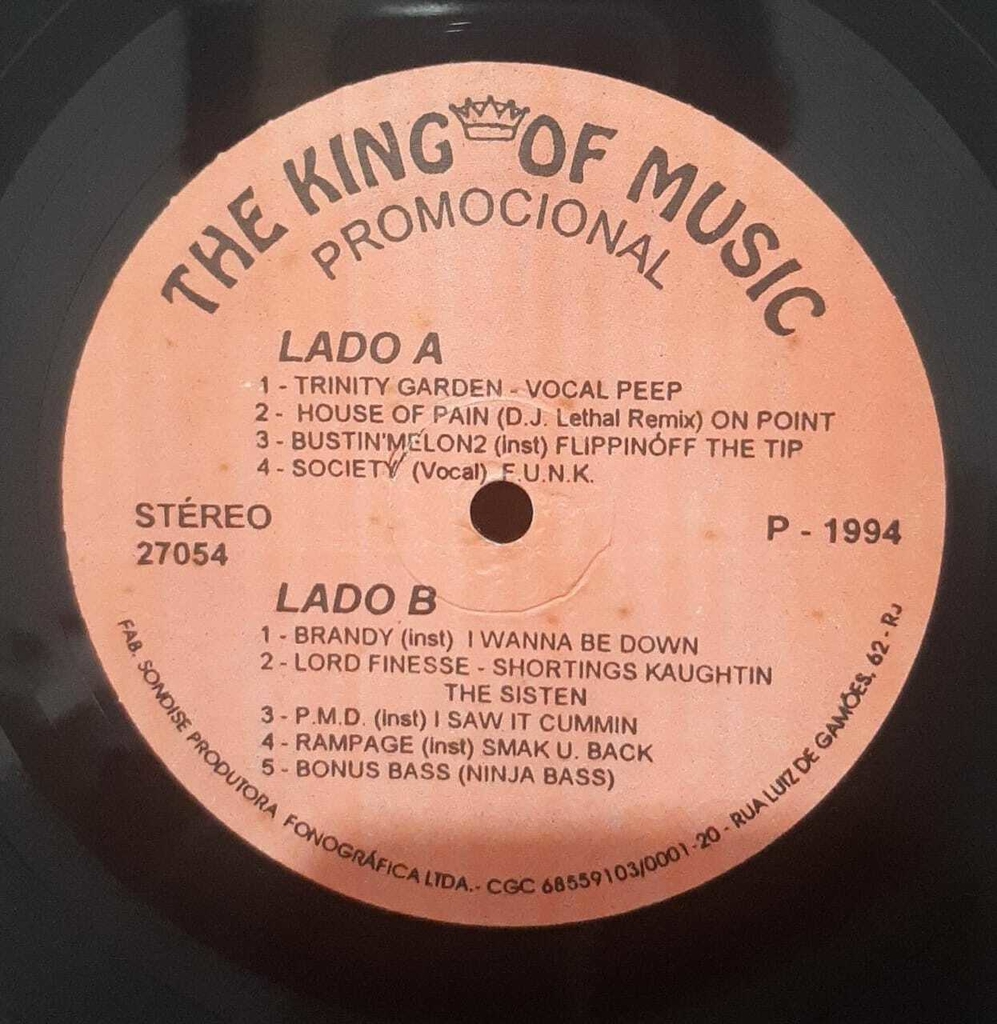 THE KING OF MUSIC
PROMOCIONAL
LADO A
1 - TRINITY GARDEN - VOCAL PEEP
2 - HOUSE OF PAIN (D.J. Lethal Remix) ON POINT
3 - BUSTIN'MELON2 (inst) FLIPPINÓFF THE TIP
4 - SOCIETY (Vocal) F.U.N.K.
STÉREO
27054
P - 1994
LADO B
1 - BRANDY (inst) I WANNA BE DOWN
2 - LORD FINESSE - SHORTINGS KAUGHTIN
THE SISTEN
3 - P.M.D. (inst) I SAW IT CUMMIN
4 - RAMPAGE (inst) SMAK U. BACK
5 - BONUS BASS (NINJA BASS)
FAB. SONDISE PRODUTORA FONOGRÁFICA LTDA.- CGC 68559103/0001-20 - RUA LUIZ DE GAMÕES, 62 - RJ